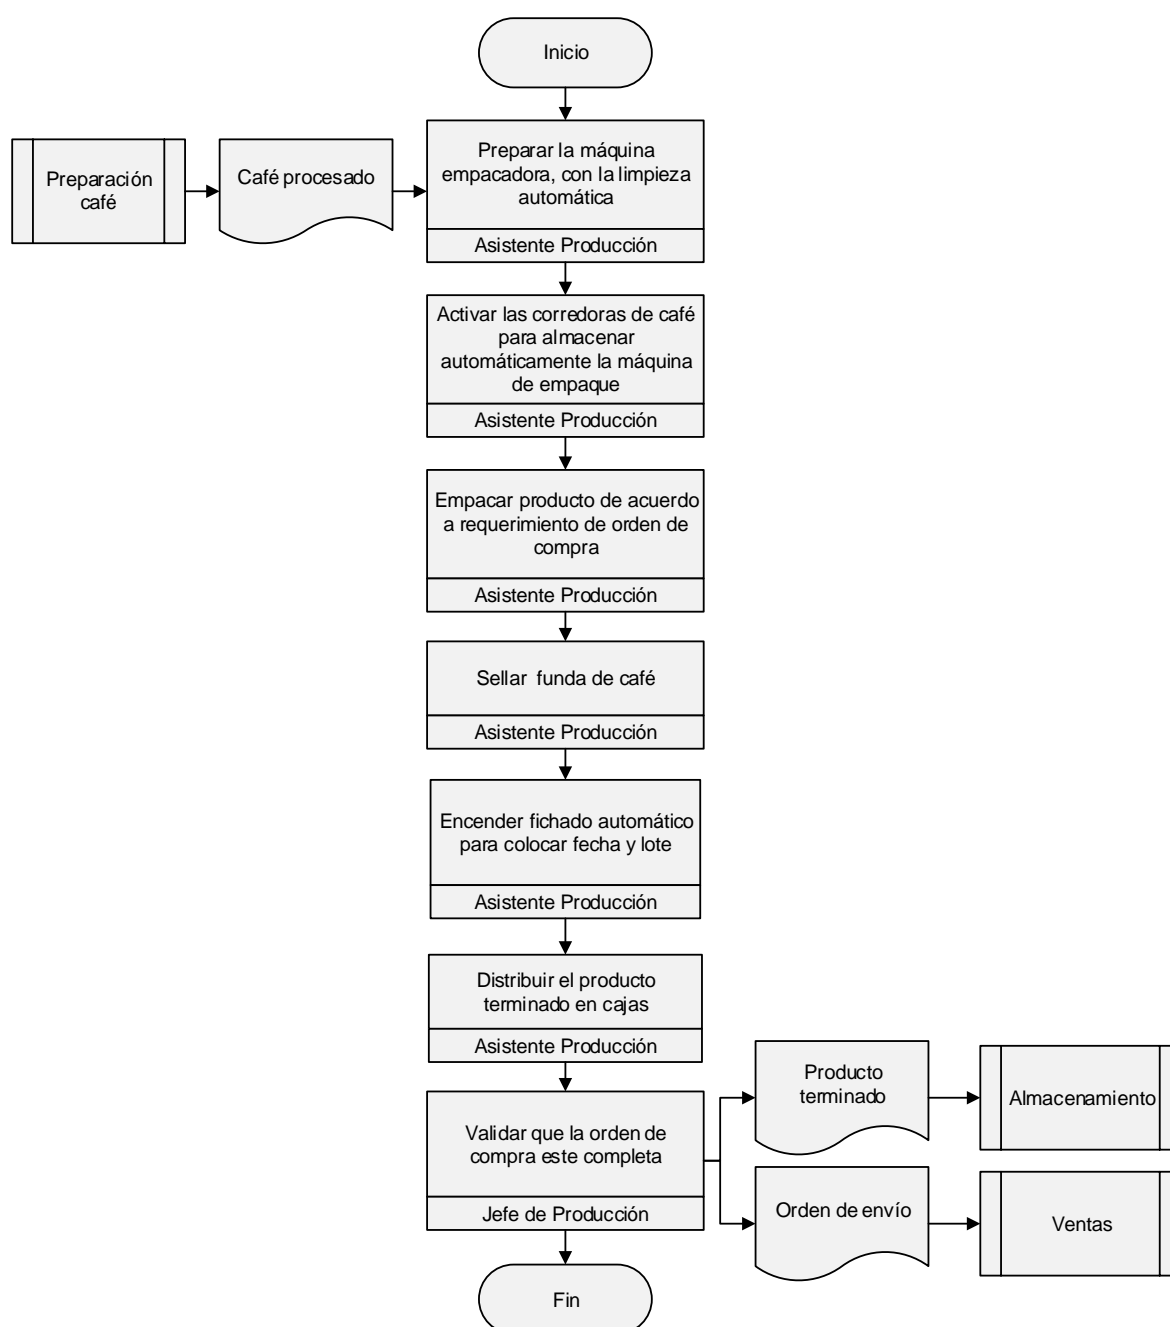 Inicio
Preparación
café
Café procesado
Preparar la máquina
empacadora, con la limpieza
automática
Asistente Producción
Activar las corredoras de café
para almacenar
automáticamente la máquina
de empaque
Asistente Producción
Empacar producto de acuerdo
a requerimiento de orden de
compra
Asistente Producción
Sellar funda de café
Asistente Producción
Encender fichado automático
para colocar fecha y lote
Asistente Producción
Distribuir el producto
terminado en cajas
Asistente Producción
Validar que la orden de
compra este completa
Jefe de Producción
Producto
terminado
Almacenamiento
Orden de envío
Ventas
Fin